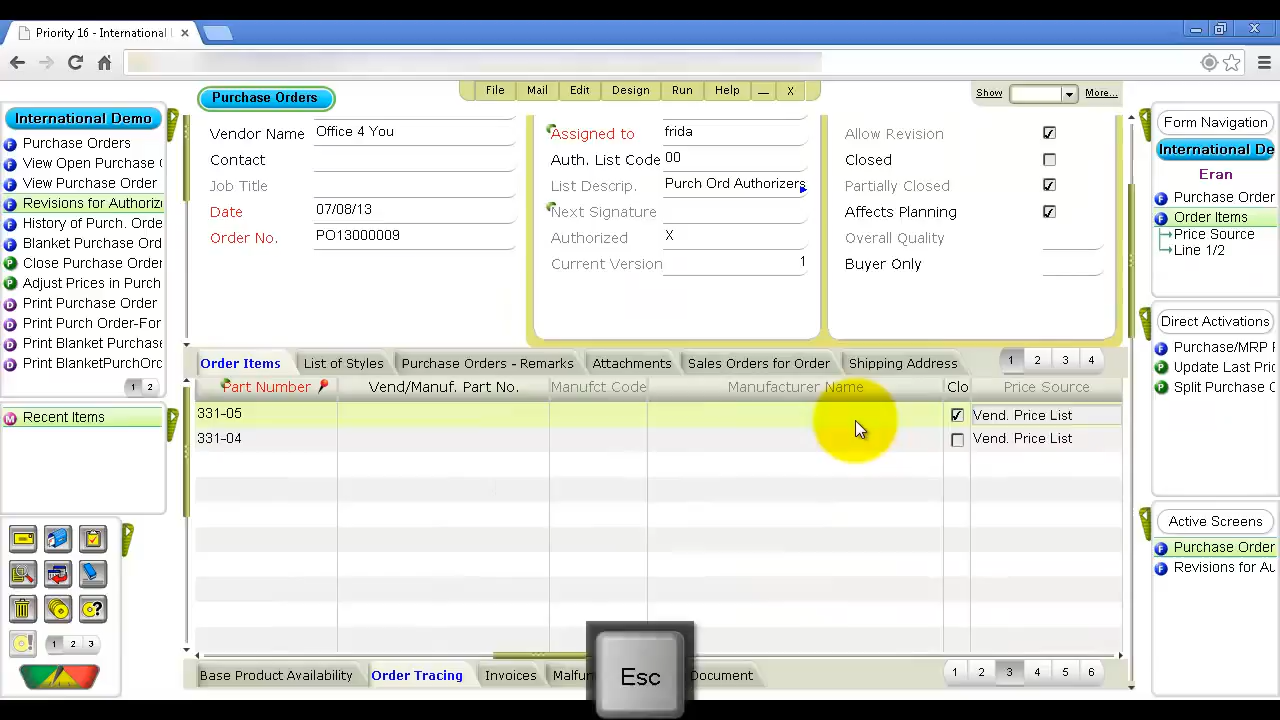 Priority 16 - International
Purchase Orders
File Mail Edit Design Run Help
Show More...
International Demo
Purchase Orders
View Open Purchase
View Purchase Order
Revisions for Authoriz
History of Purch. Orde
Blanket Purchase Ord
Close Purchase Orde
Adjust Prices in Purch
Print Purchase Order
Print Purch Order-For
Print Blanket Purchas
Print BlanketPurchOrc
1 2
Recent Items
1 2 3
Vendor Name Office 4 You
Contact
Job Title
Date 07/08/13
Order No. PO13000009
Assigned to frida
Auth. List Code 00
List Descrip. Purch Ord Authorizers
Next Signature
Authorized X
Current Version 1
Allow Revision
Closed
Partially Closed
Affects Planning
Overall Quality
Buyer Only
Order Items List of Styles Purchase Orders - Remarks Attachments Sales Orders for Order Shipping Address 1 2 3 4
Part Number Vend/Manuf. Part No. Manufct Code Manufacturer Name Clo Price Source
331-05 Vend. Price List
331-04 Vend. Price List
Base Product Availability Order Tracing Invoices Malfun Document 1 2 3 4 5 6
Esc
Form Navigation
International De
Eran
Purchase Order
Order Items
Price Source
Line 1/2
Direct Activations
Purchase/MRP F
Update Last Pric
Split Purchase C
Active Screens
Purchase Order
Revisions for Au